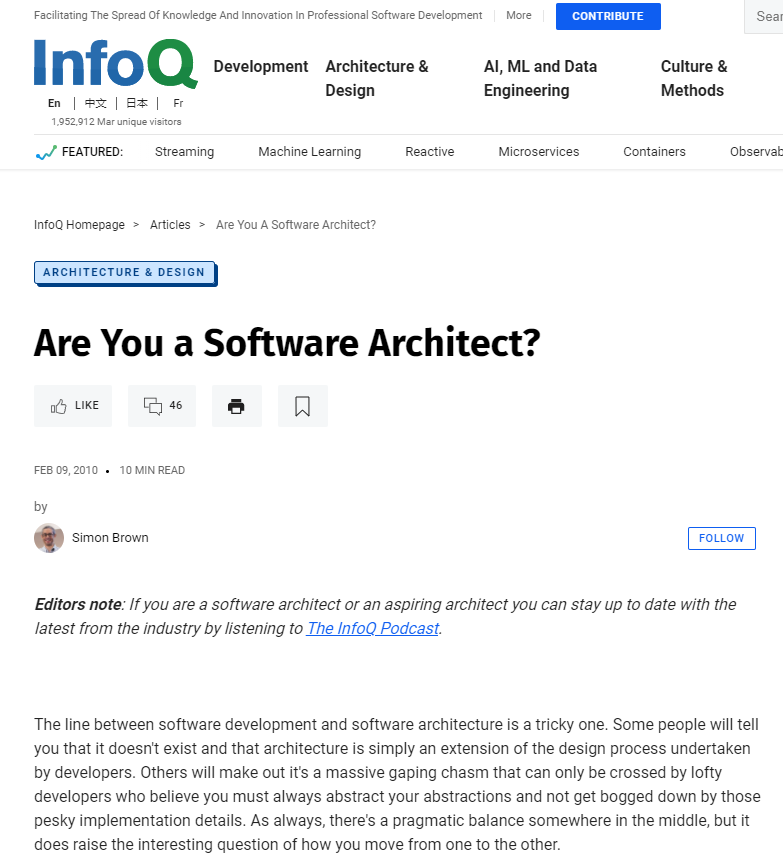 Facilitating The Spread Of Knowledge And Innovation In Professional Software Development
More
CONTRIBUTE
InfoQ
Development
Architecture &
Design
AI, ML and Data
Engineering
Culture &
Methods
En | 中文 | 日本 | Fr
1,952,912 Mar unique visitors
FEATURED:
Streaming
Machine Learning
Reactive
Microservices
Containers
InfoQ Homepage > Articles > Are You A Software Architect?
ARCHITECTURE & DESIGN
Are You a Software Architect?
LIKE
46
FEB 09, 2010 • 10 MIN READ
by
Simon Brown
FOLLOW
Editors note: If you are a software architect or an aspiring architect you can stay up to date with the
latest from the industry by listening to The InfoQ Podcast.
The line between software development and software architecture is a tricky one. Some people will tell
you that it doesn't exist and that architecture is simply an extension of the design process undertaken
by developers. Others will make out it's a massive gaping chasm that can only be crossed by lofty
developers who believe you must always abstract your abstractions and not get bogged down by those
pesky implementation details. As always, there's a pragmatic balance somewhere in the middle, but it
does raise the interesting question of how you move from one to the other.